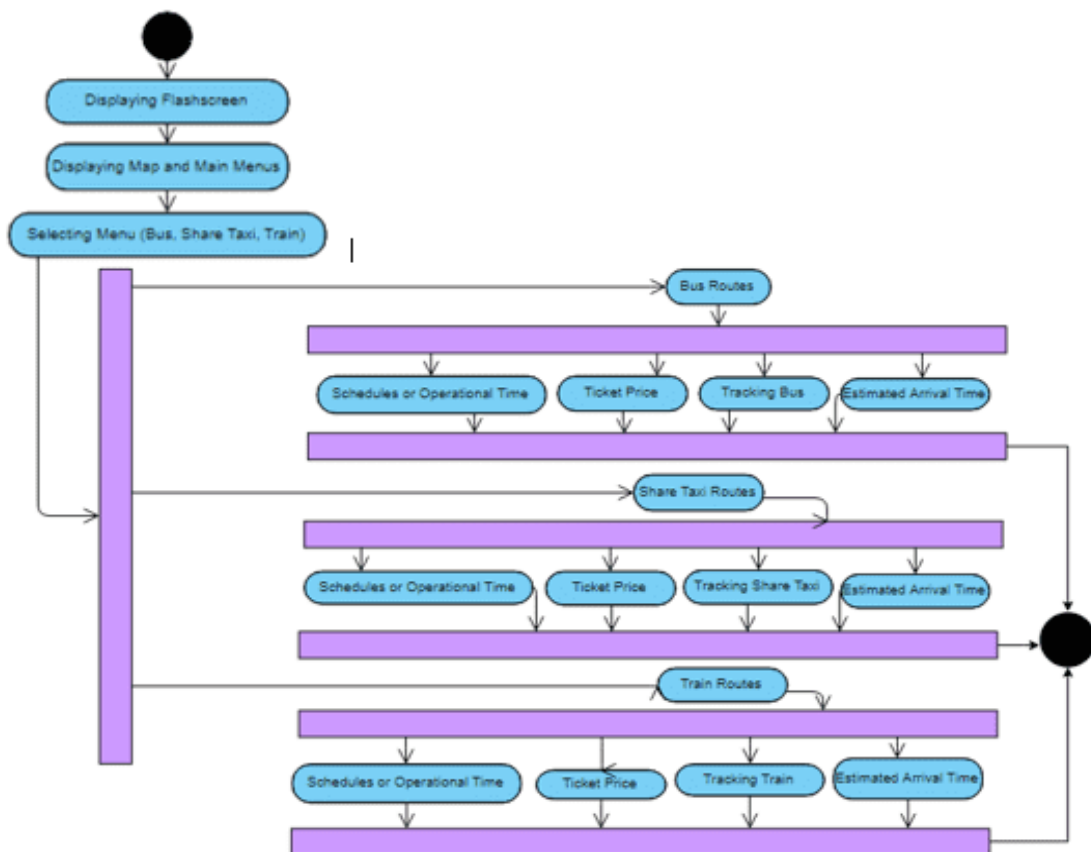 Displaying Flashscreen
Displaying Map and Main Menus
Selecting Menu (Bus, Share Taxi, Train)
Bus Routes
Schedules or Operational Time
Ticket Price
Tracking Bus
Estimated Arrival Time
Share Taxi Routes
Schedules or Operational Time
Ticket Price
Tracking Share Taxi
Estimated Arrival Time
Train Routes
Schedules or Operational Time
Ticket Price
Tracking Train
Estimated Arrival Time